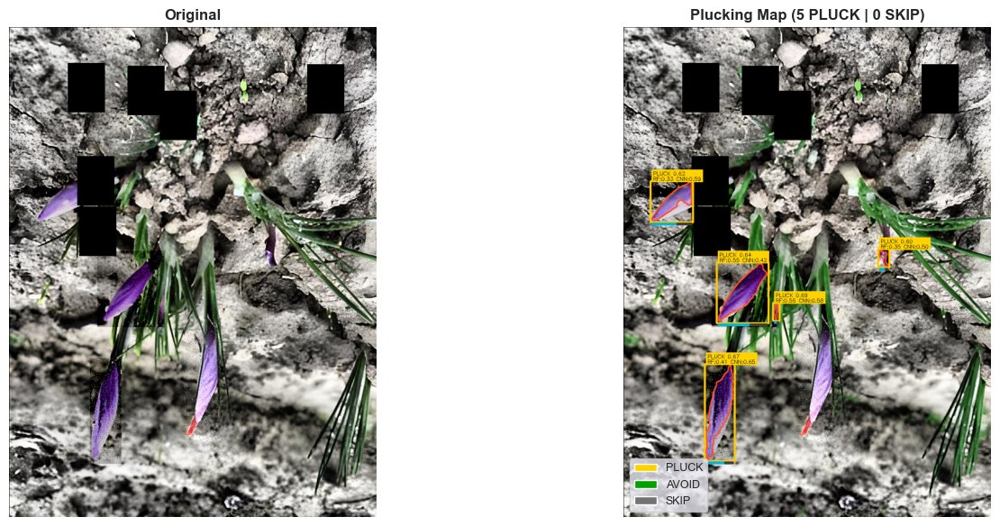 Original
Plucking Map (5 PLUCK | 0 SKIP)
PLUCK 0.62
RF:0.33 CNN:0.59
PLUCK 0.60
RF:0.35 CNN:0.50
PLUCK 0.64
RF:0.55 CNN:0.42
PLUCK 0.69
RF:0.55 CNN:0.58
PLUCK 0.67
RF:0.41 CNN:0.65
PLUCK
AVOID
SKIP